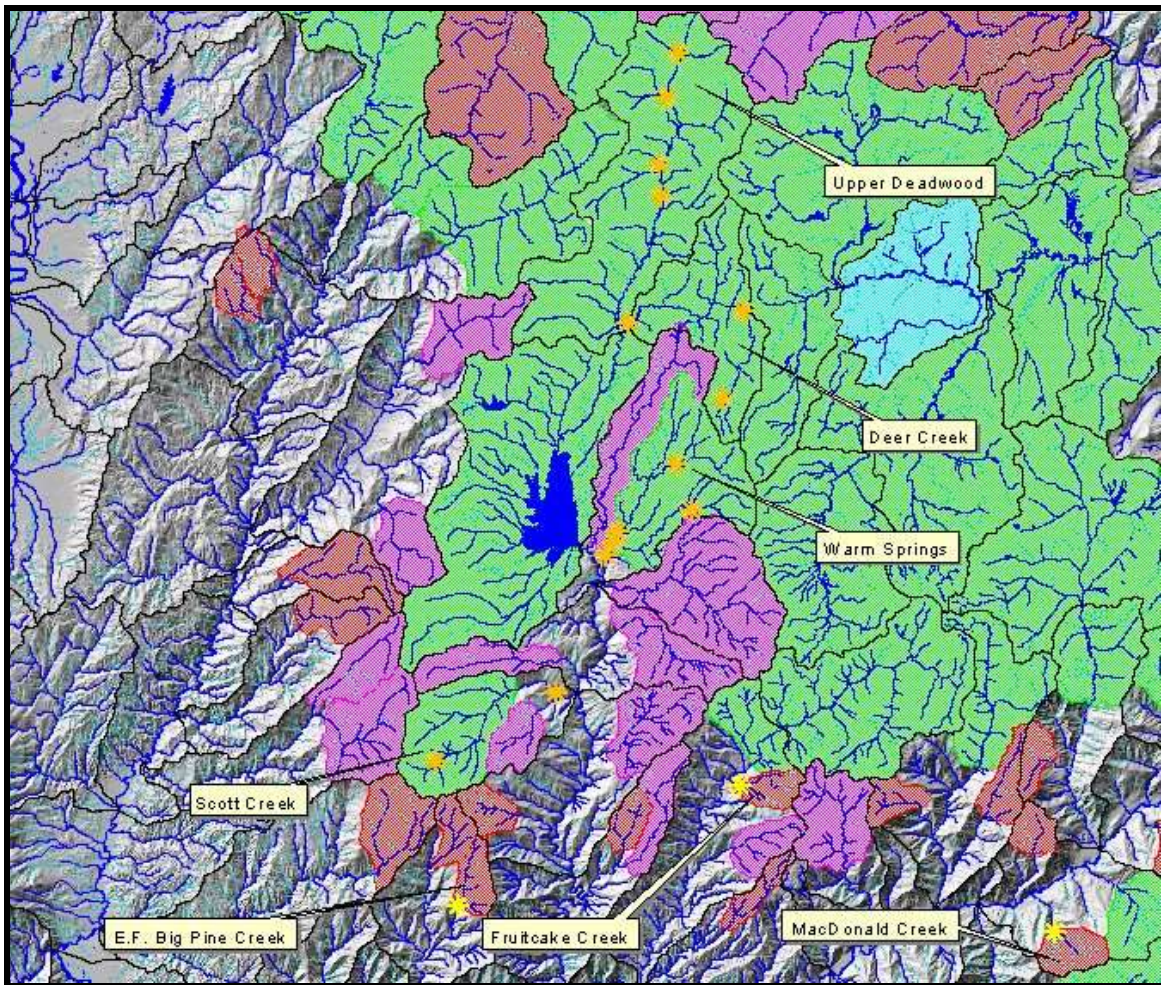 Upper Deadwood
Deer Creek
Warm Springs
Scott Creek
E.F. Big Pine Creek
Fruitcake Creek
MacDonald Creek